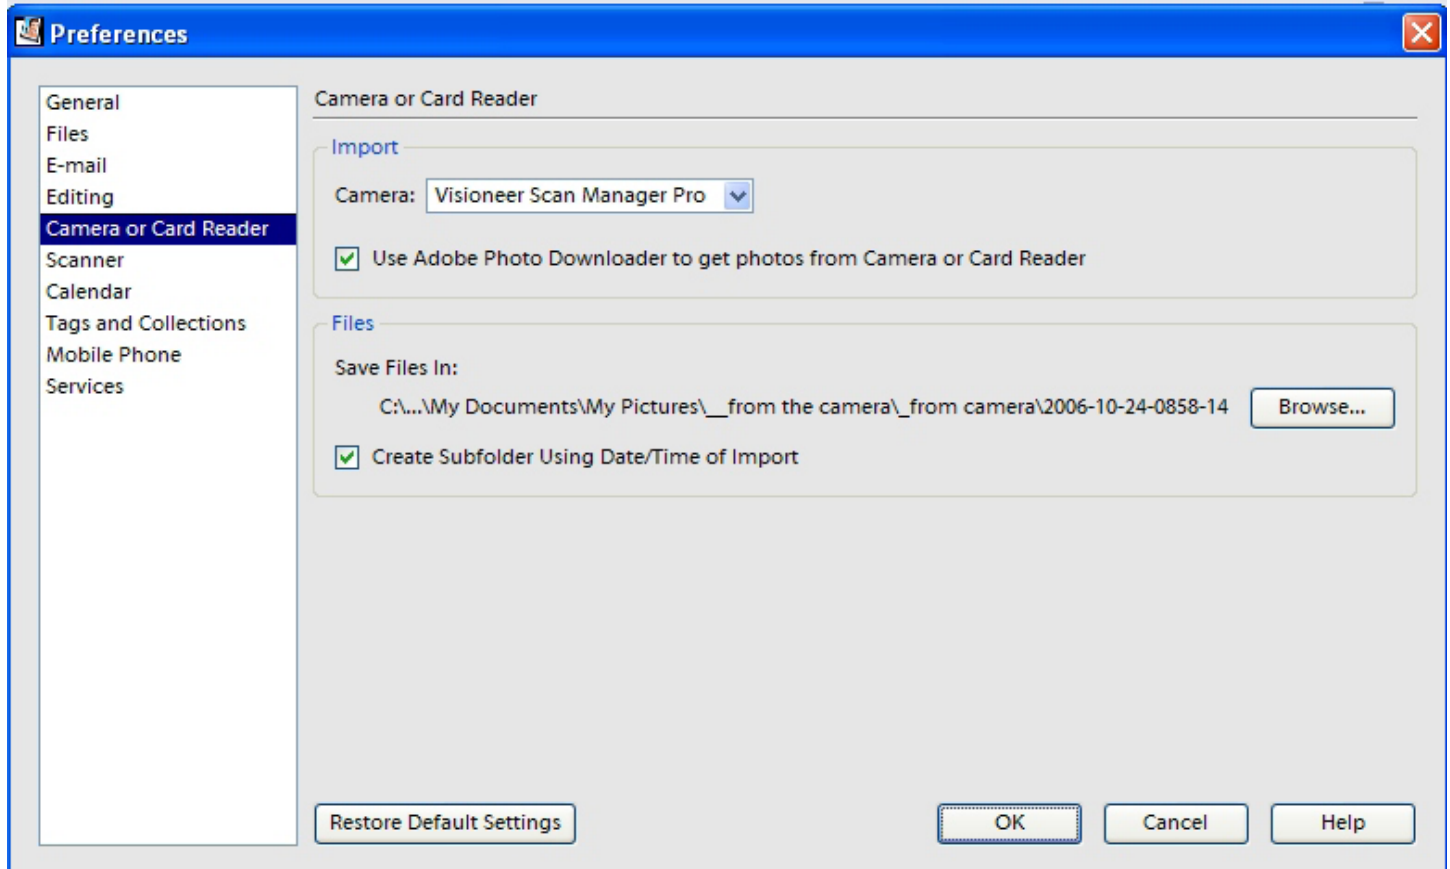 Preferences
General
Files
E-mail
Editing
Camera or Card Reader
Scanner
Calendar
Tags and Collections
Mobile Phone
Services
Camera or Card Reader
Import
Camera: Visioneer Scan Manager Pro
Use Adobe Photo Downloader to get photos from Camera or Card Reader
Files
Save Files In:
C:\...\My Documents\My Pictures\__from the camera\_from camera\2006-10-24-0858-14 Browse...
Create Subfolder Using Date/Time of Import
Restore Default Settings OK Cancel Help